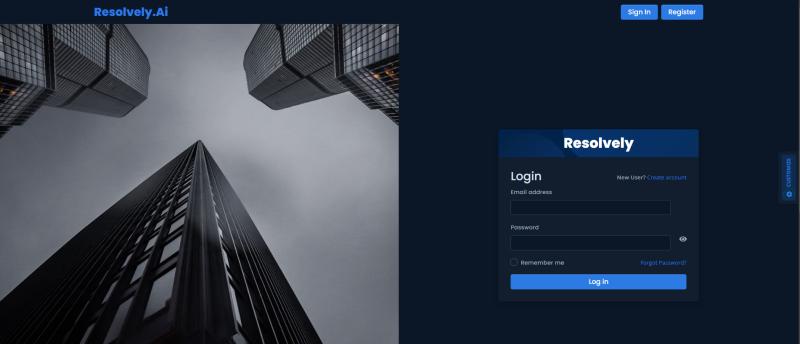 Resolvely.Ai
Sign In
Register
Resolvely
Login
New User? Create account
Email address
Password
Remember me
Forgot Password?
Log in
CUSTOMIZE